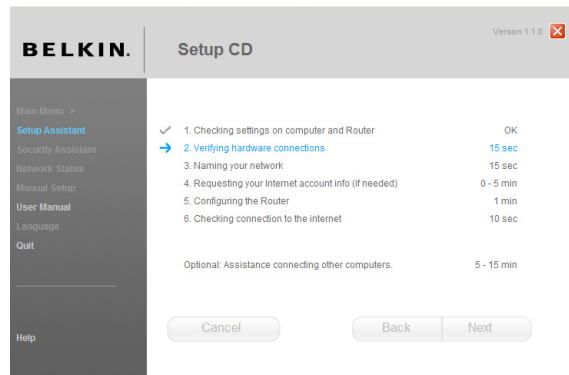 Version 1.1.0
BELKIN.
Setup CD
Main Menu >
Setup Assistant
Security Assistant
Network Status
Manual Setup
User Manual
Language
Quit
Help
1. Checking settings on computer and Router OK
2. Verifying hardware connections 15 sec
3. Naming your network 15 sec
4. Requesting your Internet account info (if needed) 0 - 5 min
5. Configuring the Router 1 min
6. Checking connection to the internet 10 sec
Optional: Assistance connecting other computers. 5 - 15 min
Cancel
Back
Next